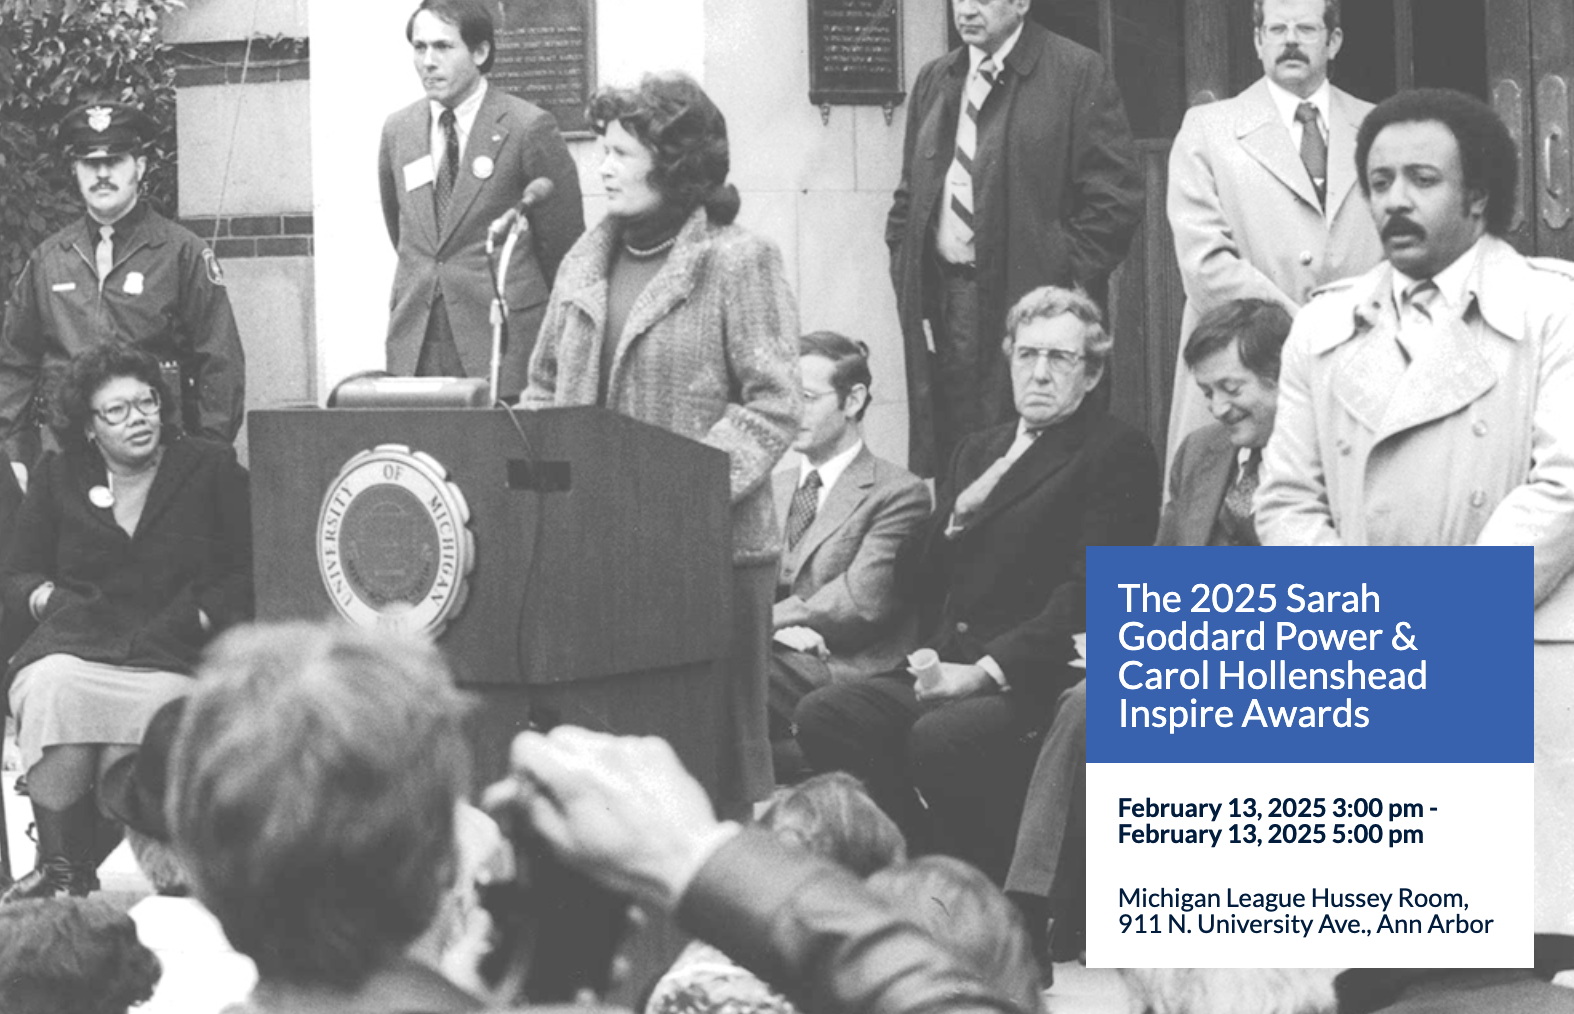 UNIVERSITY OF MICHIGAN
The 2025 Sarah
Goddard Power &
Carol Hollenshead
Inspire Awards
February 13, 2025 3:00 pm -
February 13, 2025 5:00 pm
Michigan League Hussey Room,
911 N. University Ave., Ann Arbor